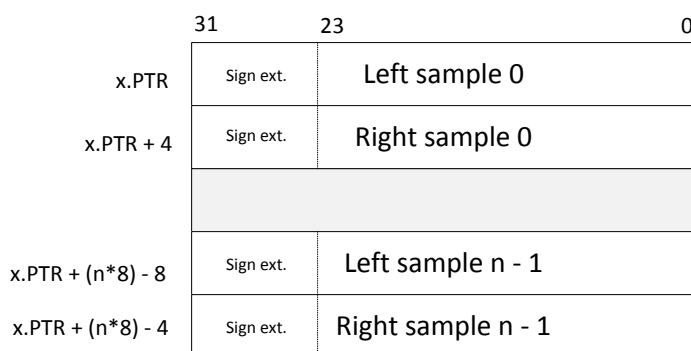 31 23 0
x.PTR Sign ext. Left sample 0
x.PTR + 4 Sign ext. Right sample 0
x.PTR + (n*8) - 8 Sign ext. Left sample n - 1
x.PTR + (n*8) - 4 Sign ext. Right sample n - 1